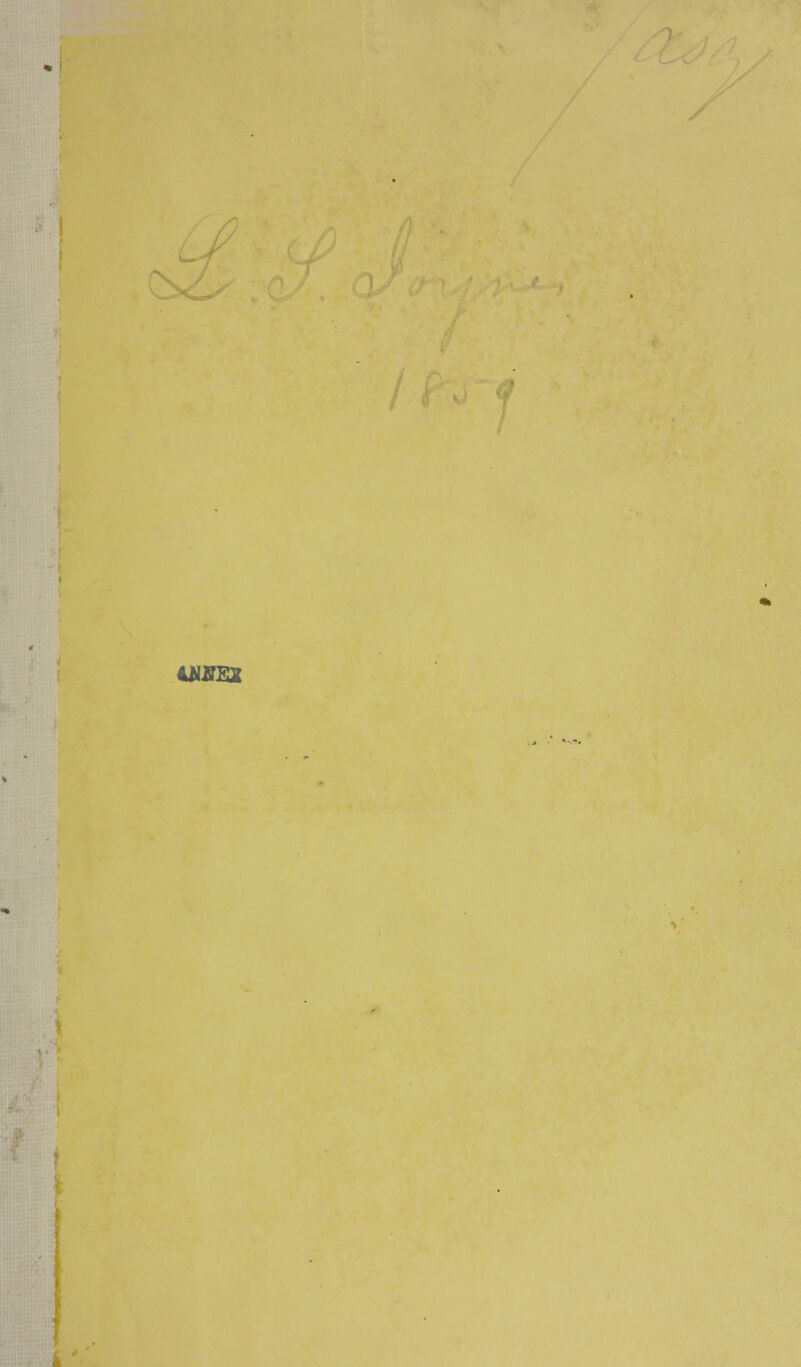 L. S. Joynes
1859
ANNEX